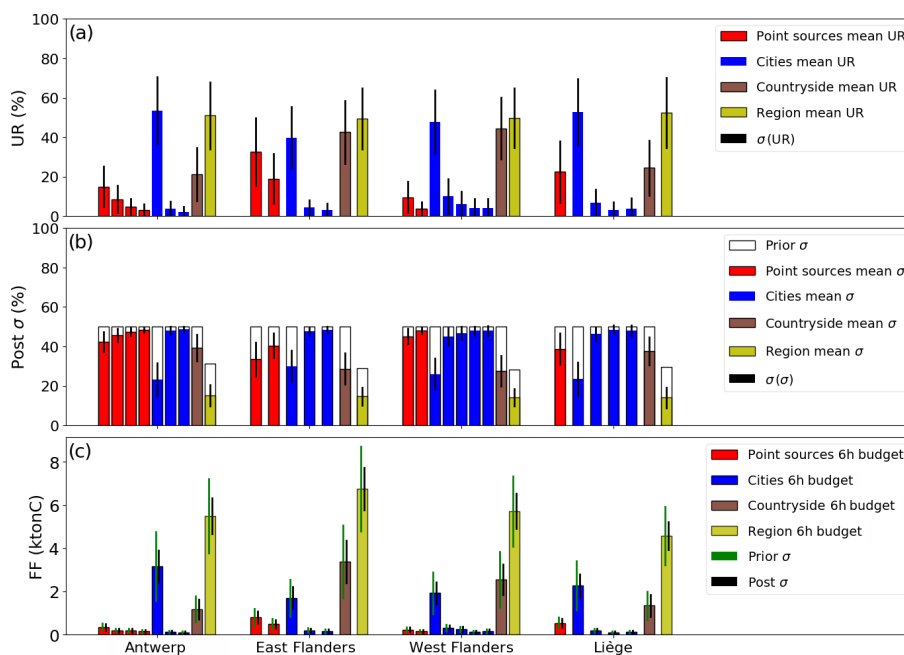 (a)
UR (%)
100
80
60
40
20
0
Point sources mean UR
Cities mean UR
Countryside mean UR
Region mean UR
σ(UR)
(b)
Post σ (%)
100
80
60
40
20
0
Prior σ
Point sources mean σ
Cities mean σ
Countryside mean σ
Region mean σ
σ(σ)
(c)
FF (ktonC)
8
6
4
2
0
Point sources 6h budget
Cities 6h budget
Countryside 6h budget
Region 6h budget
Prior σ
Post σ
Antwerp
East Flanders
West Flanders
Liège